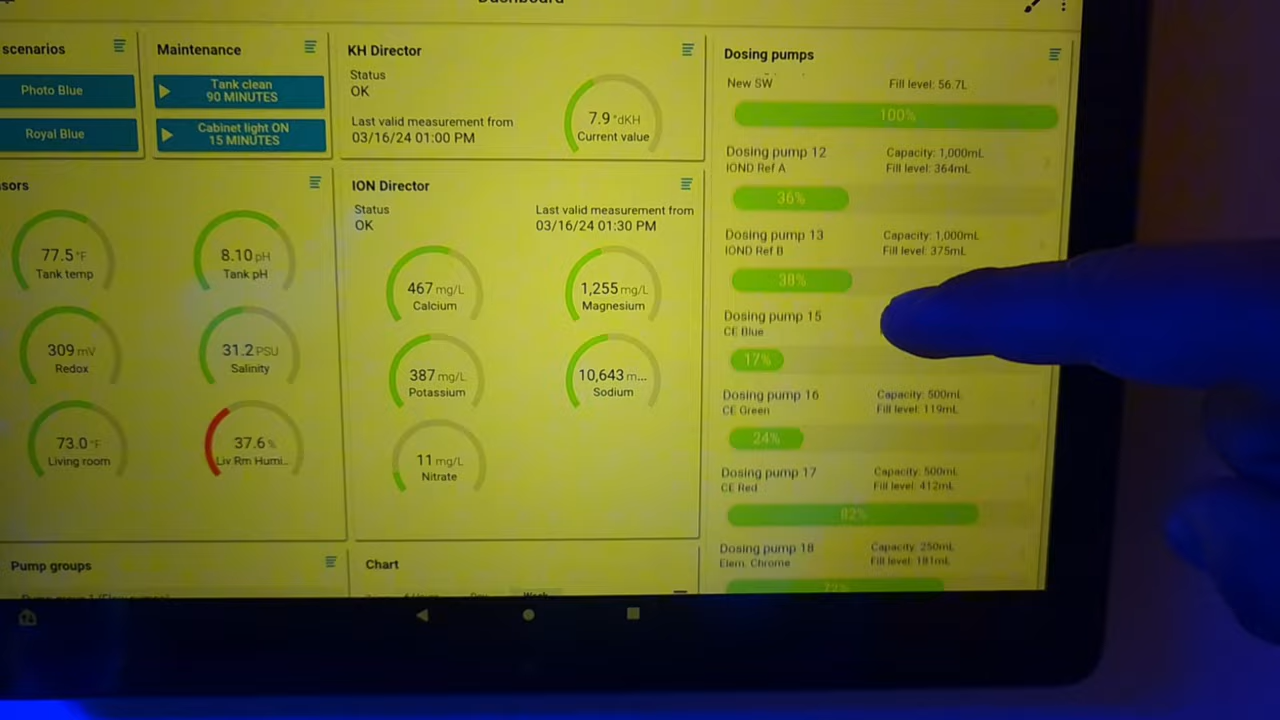 Dashboard
scenarios
Photo Blue
Royal Blue
Maintenance
Tank clean
90 MINUTES
Cabinet light ON
15 MINUTES
KH Director
Status
OK
Last valid measurement from
03/16/24 01:00 PM
7.9 °dKH
Current value
sors
77.5 °F
Tank temp
8.10 pH
Tank pH
309 mV
Redox
31.2 PSU
Salinity
73.0 °F
Living room
37.6 %
Liv Rm Humi...
ION Director
Status
OK
Last valid measurement from
03/16/24 01:30 PM
467 mg/L
Calcium
1,255 mg/L
Magnesium
387 mg/L
Potassium
10,643 m...
Sodium
11 mg/L
Nitrate
Dosing pumps
New SW
Fill level: 56.7L
100%
Dosing pump 12
IOND Ref A
Capacity: 1,000mL
Fill level: 364mL
36%
Dosing pump 13
IOND Ref B
Capacity: 1,000mL
Fill level: 375mL
38%
Dosing pump 15
CE Blue
17%
Dosing pump 16
CE Green
Capacity: 500mL
Fill level: 119mL
24%
Dosing pump 17
CE Red
Capacity: 500mL
Fill level: 412mL
82%
Dosing pump 18
Elem. Chrome
Capacity: 250mL
Fill level: 181mL
72%
Pump groups
Chart
Week